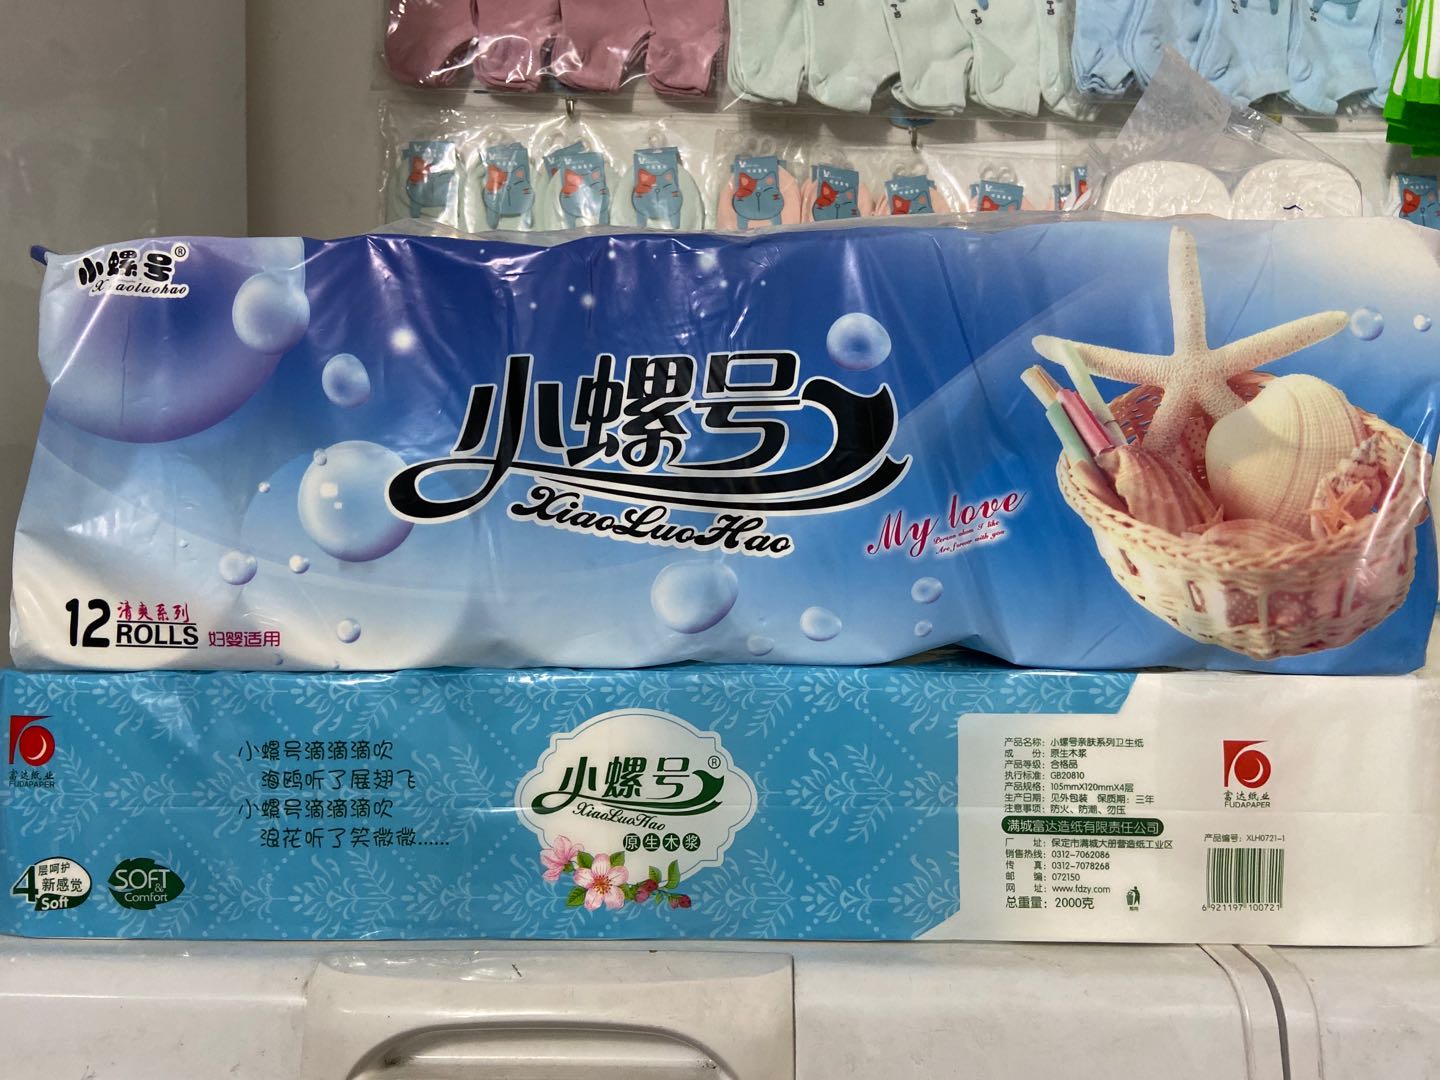 小螺号®
Xiaoluohao
小螺号
XiaoLuoHao
My love
Are forever with you
12
清爽系列
ROLLS
妇婴适用
富达纸业
FUDAPAPER
小螺号滴滴滴吹
海鸥听了展翅飞
小螺号滴滴滴吹
浪花听了笑微微……
4层呵护
新感觉
Soft
SOFT
&
Comfort
小螺号®
XiaoLuoHao
原生木浆
产品名称：小螺号亲肤系列卫生纸
成 份：原生木浆
产品等级：合格品
执行标准：GB20810
产品规格：105mmX120mmX4层
生产日期：见外包装 保质期：三年
注意事项：防火、防潮、勿压
满城富达造纸有限责任公司
厂 址：保定市满城大册营造纸工业区
销售热线：0312-7062086
传 真：0312-7078268
邮 编：072150
网 址：www.fdzy.com
总重量：2000克
富达纸业
FUDAPAPER
产品编号：XLH0721-1
6 921197 100721